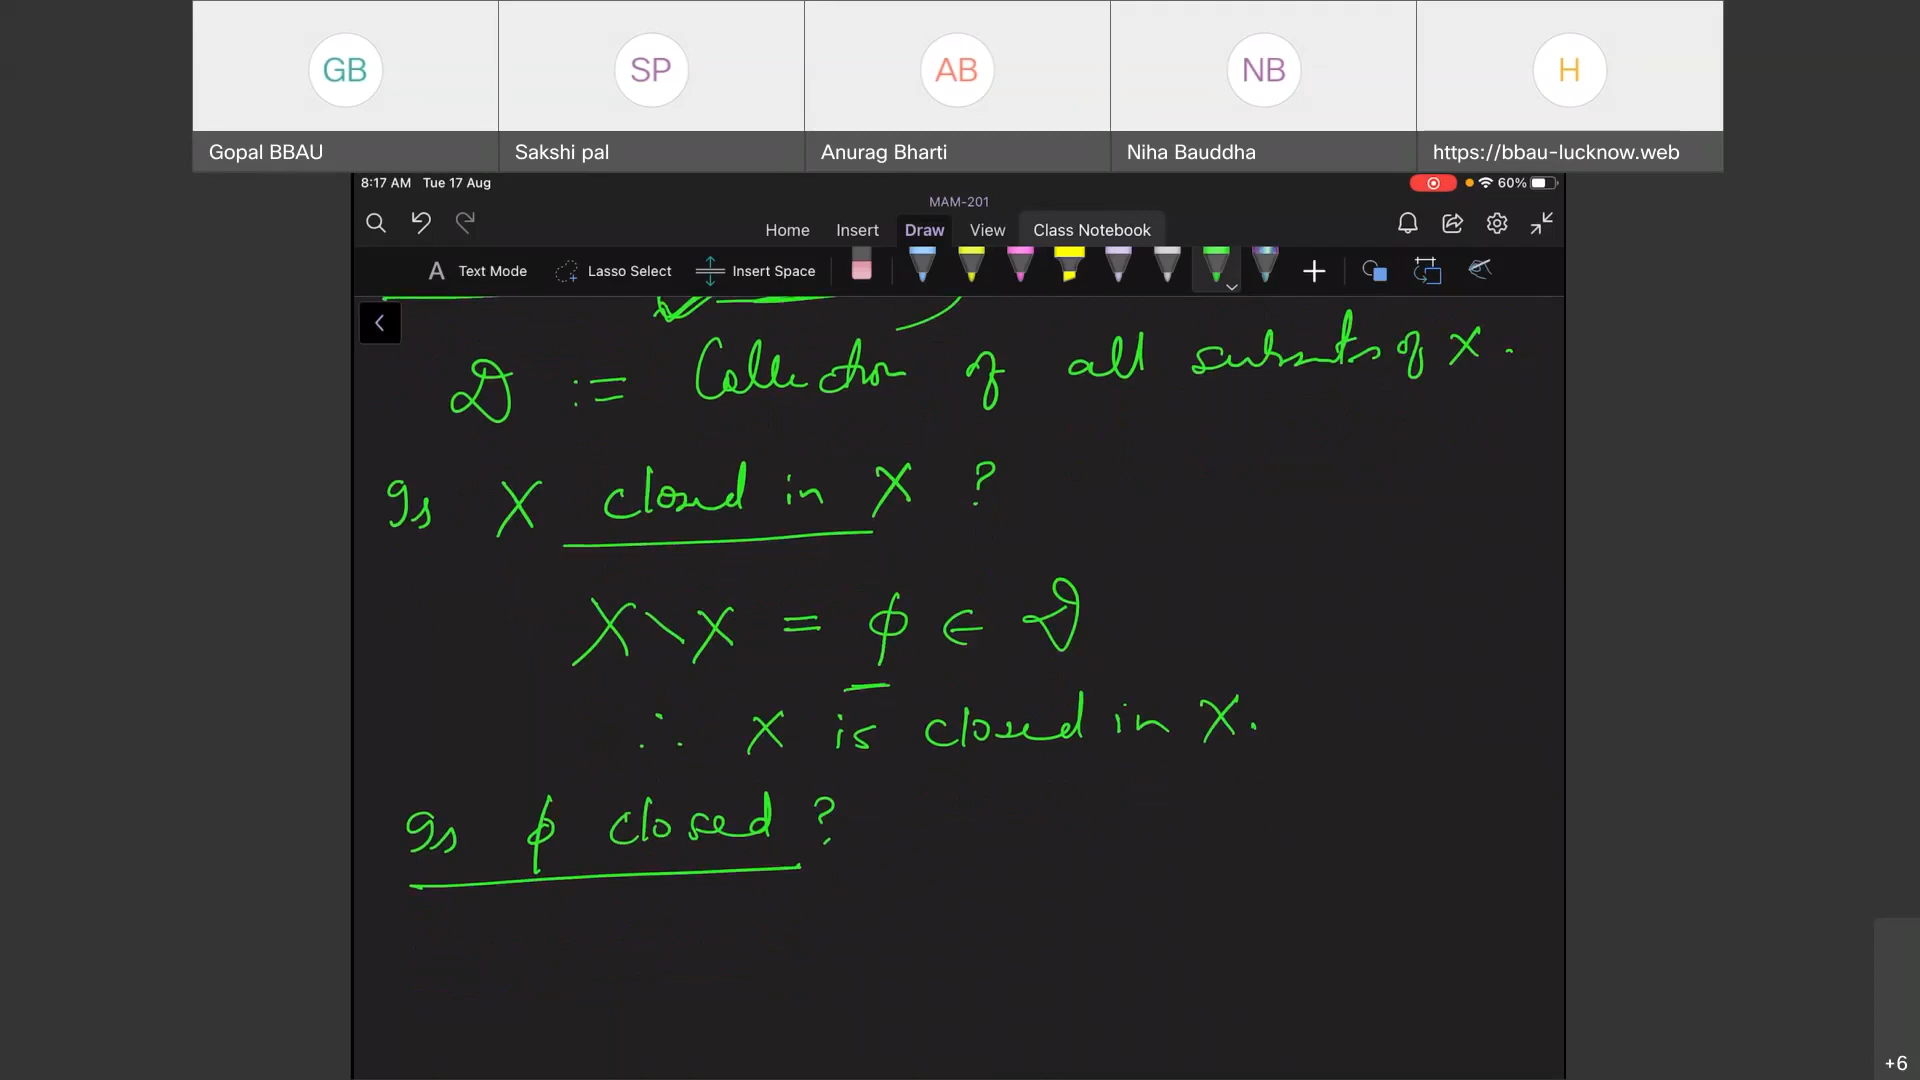 GB SP AB NB H
Gopal BBAU Sakshi pal Anurag Bharti Niha Bauddha https://bbau-lucknow.web
8:17 AM Tue 17 Aug 60%
MAM-201
Home Insert Draw View Class Notebook
A Text Mode Lasso Select Insert Space
D := Collection of all subsets of X.
Is X closed in X ?
X \ X = ϕ ∈ D
∴ X is closed in X.
Is ϕ closed ?
+6